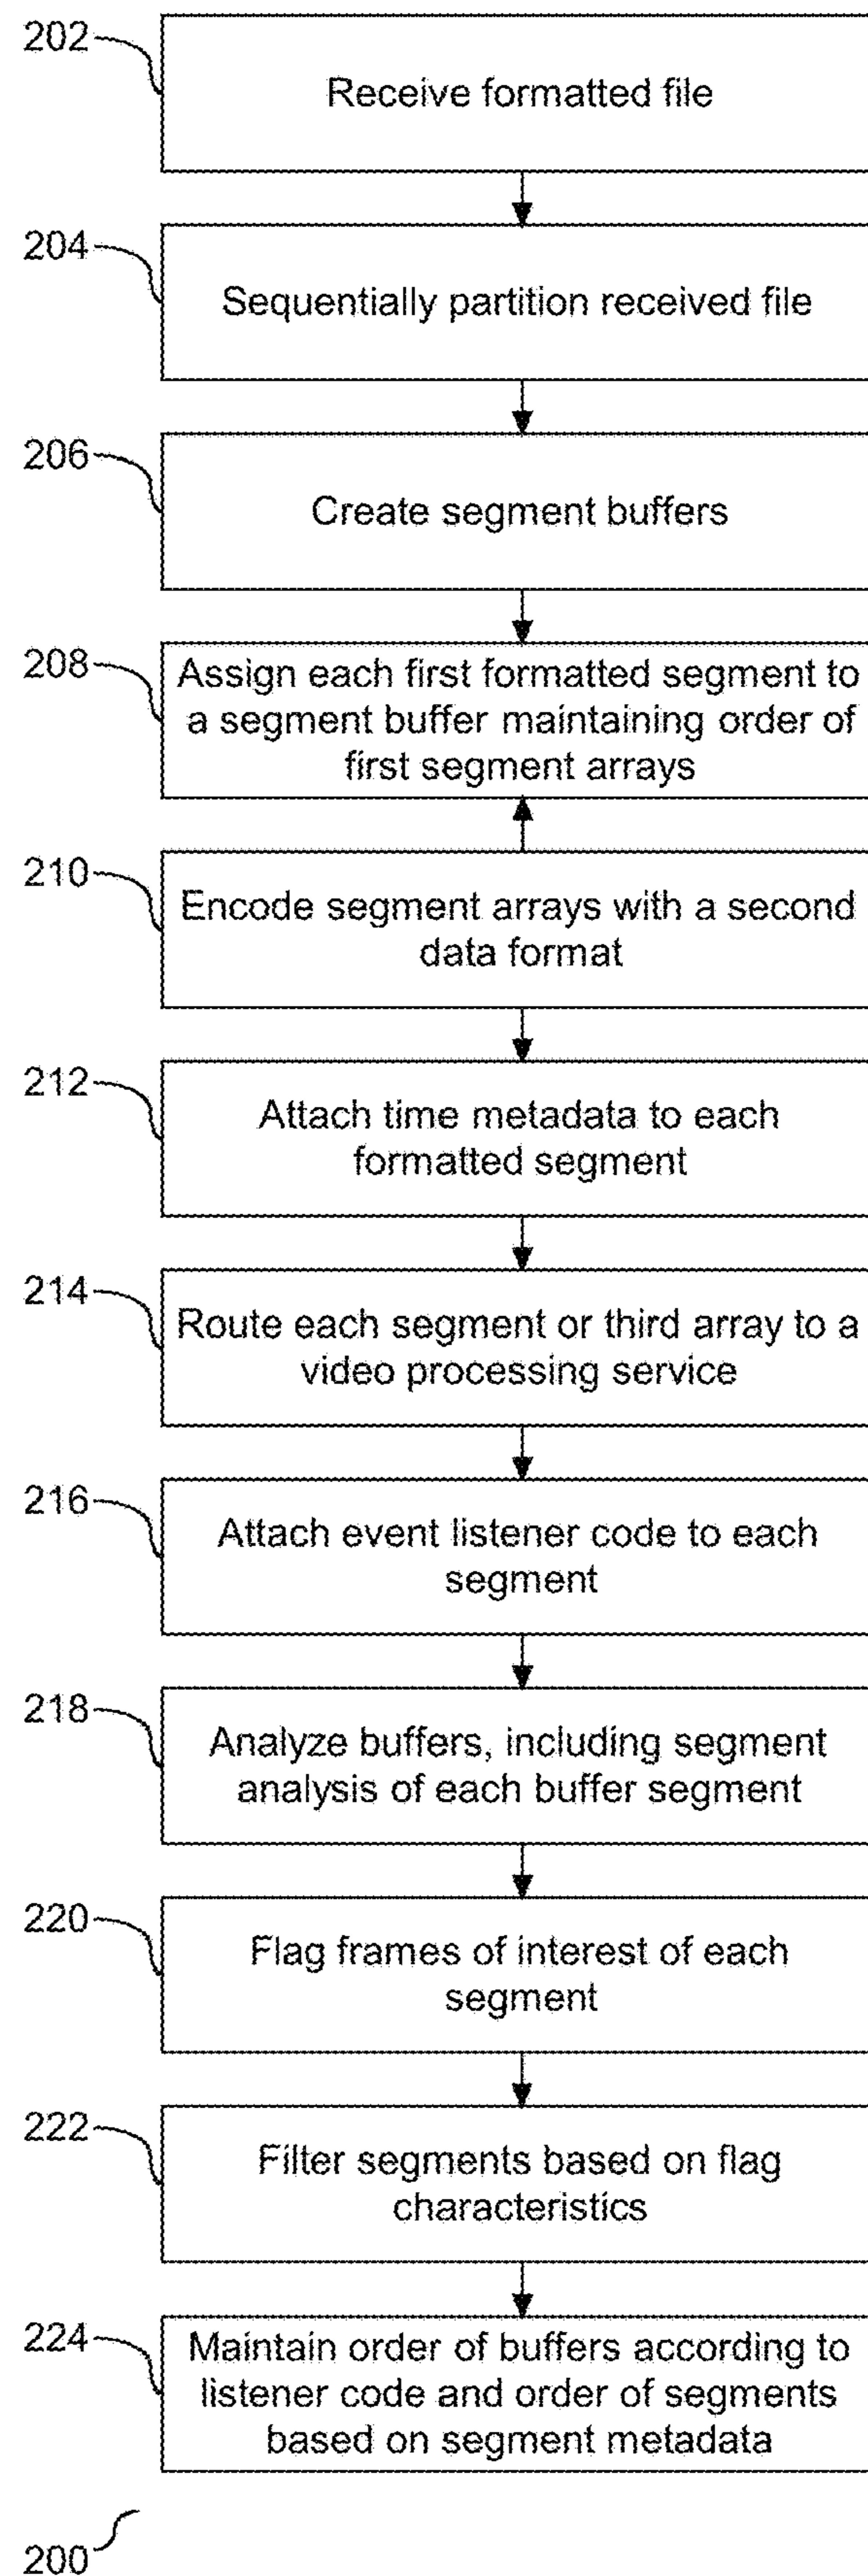 202
Receive formatted file
204
Sequentially partition received file
206
Create segment buffers
208
Assign each first formatted segment to
a segment buffer maintaining order of
first segment arrays
210
Encode segment arrays with a second
data format
212
Attach time metadata to each
formatted segment
214
Route each segment or third array to a
video processing service
216
Attach event listener code to each
segment
218
Analyze buffers, including segment
analysis of each buffer segment
220
Flag frames of interest of each
segment
222
Filter segments based on flag
characteristics
224
Maintain order of buffers according to
listener code and order of segments
based on segment metadata
200